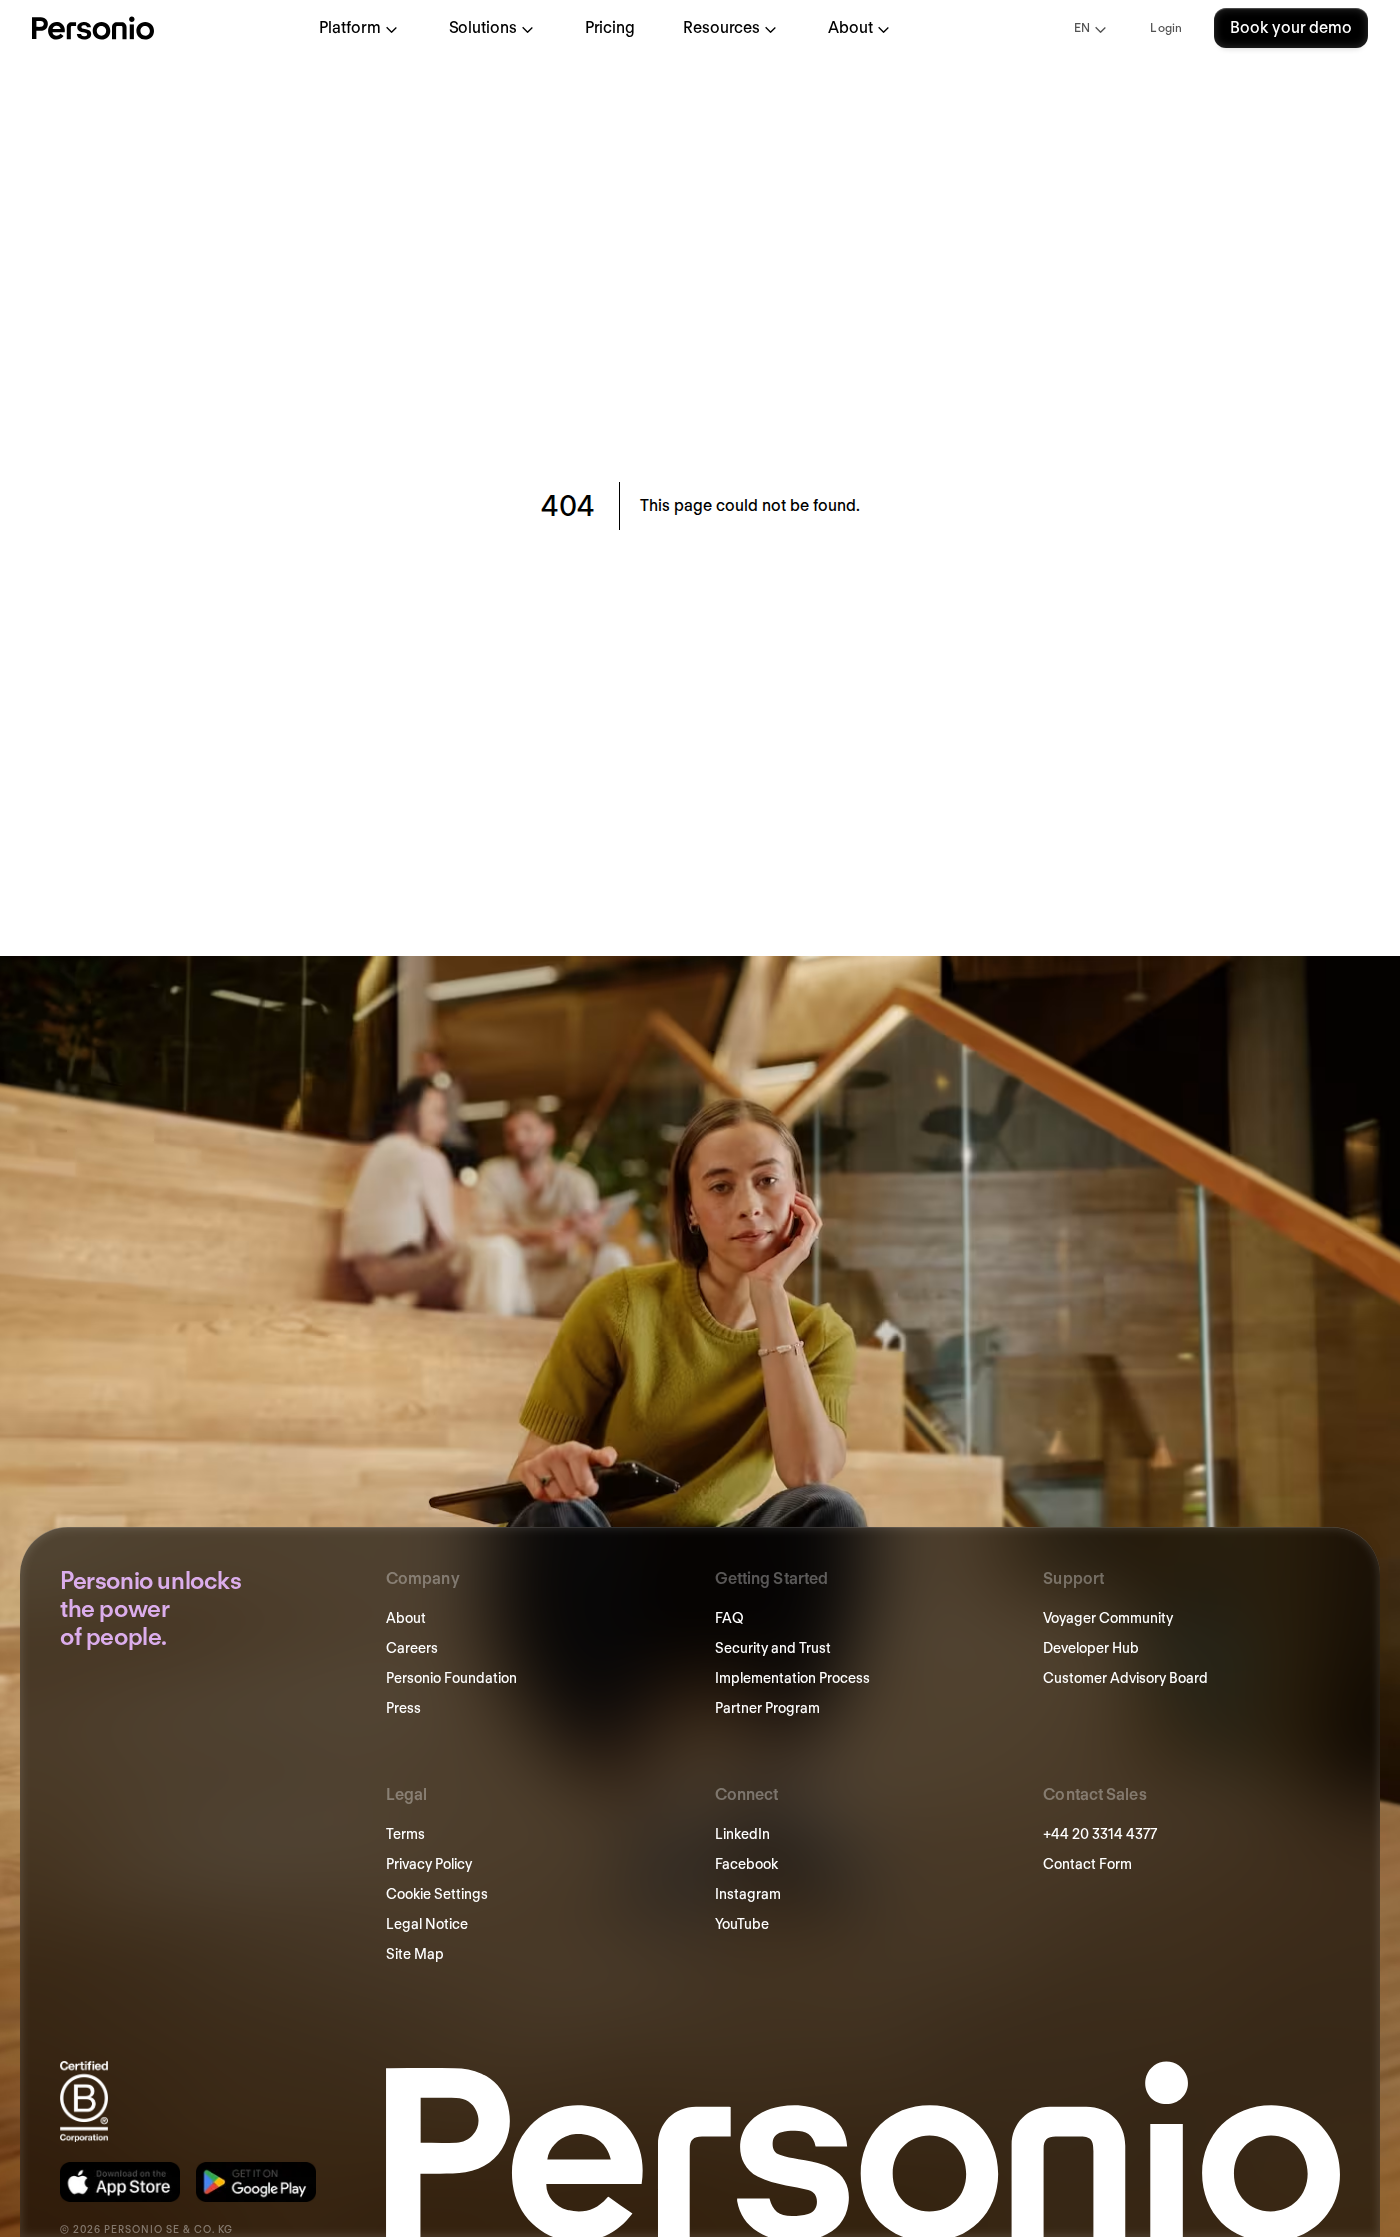 Personio
Platform
Solutions
Pricing
Resources
About
EN
Login
Book your demo
404
This page could not be found.
Personio unlocks
the power
of people.
Company
About
Careers
Personio Foundation
Press
Getting Started
FAQ
Security and Trust
Implementation Process
Partner Program
Support
Voyager Community
Developer Hub
Customer Advisory Board
Legal
Terms
Privacy Policy
Cookie Settings
Legal Notice
Site Map
Connect
LinkedIn
Facebook
Instagram
YouTube
Contact Sales
+44 20 3314 4377
Contact Form
Certified
B
®
Corporation
Download on the
App Store
GET IT ON
Google Play
© 2026 PERSONIO SE & CO. KG
Personio